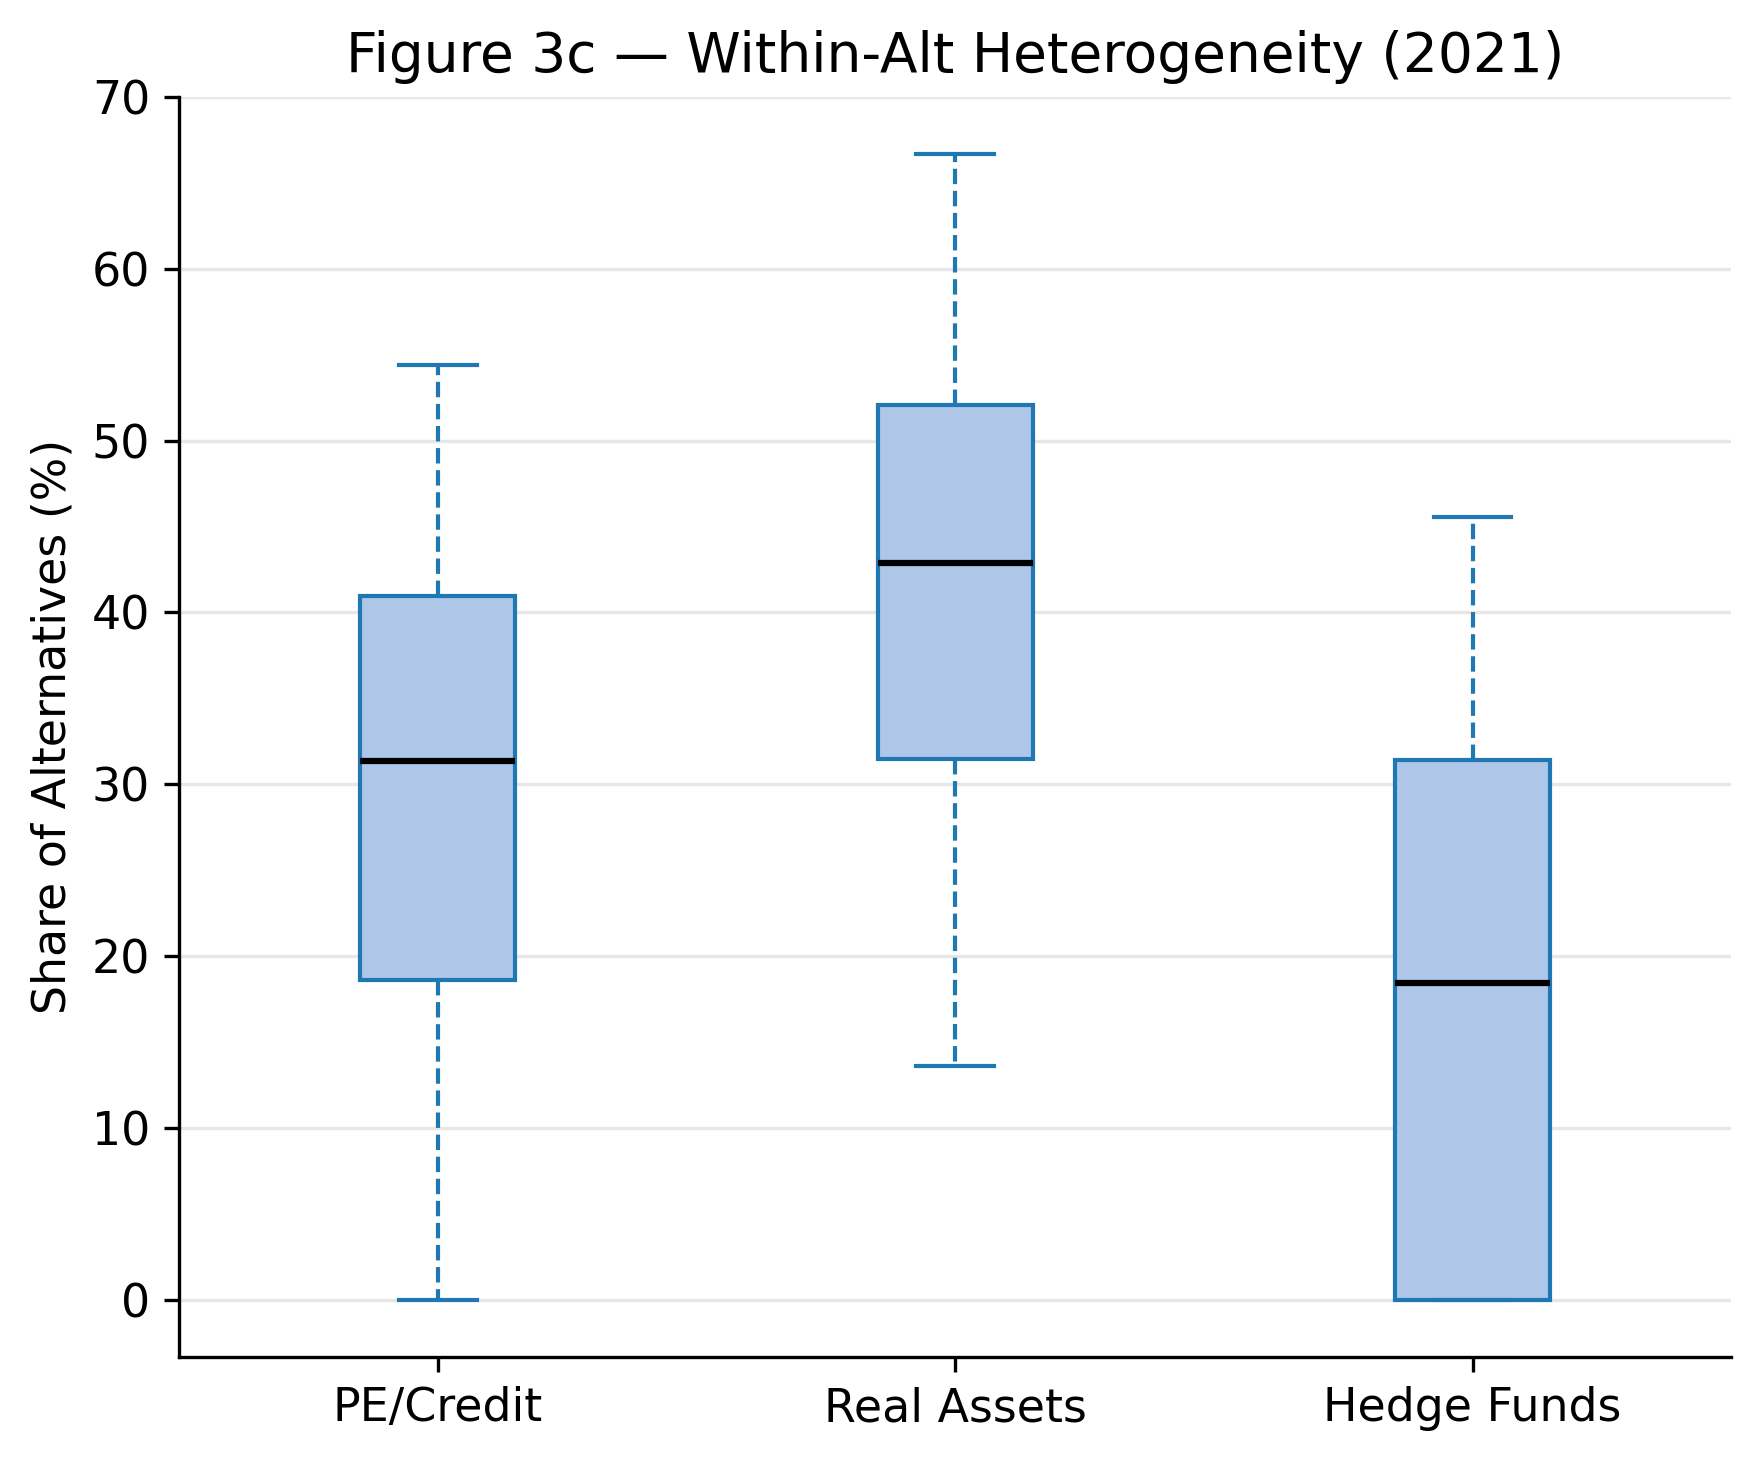 Figure 3c — Within-Alt Heterogeneity (2021)
Share of Alternatives (%)
70
60
50
40
30
20
10
0
PE/Credit
Real Assets
Hedge Funds